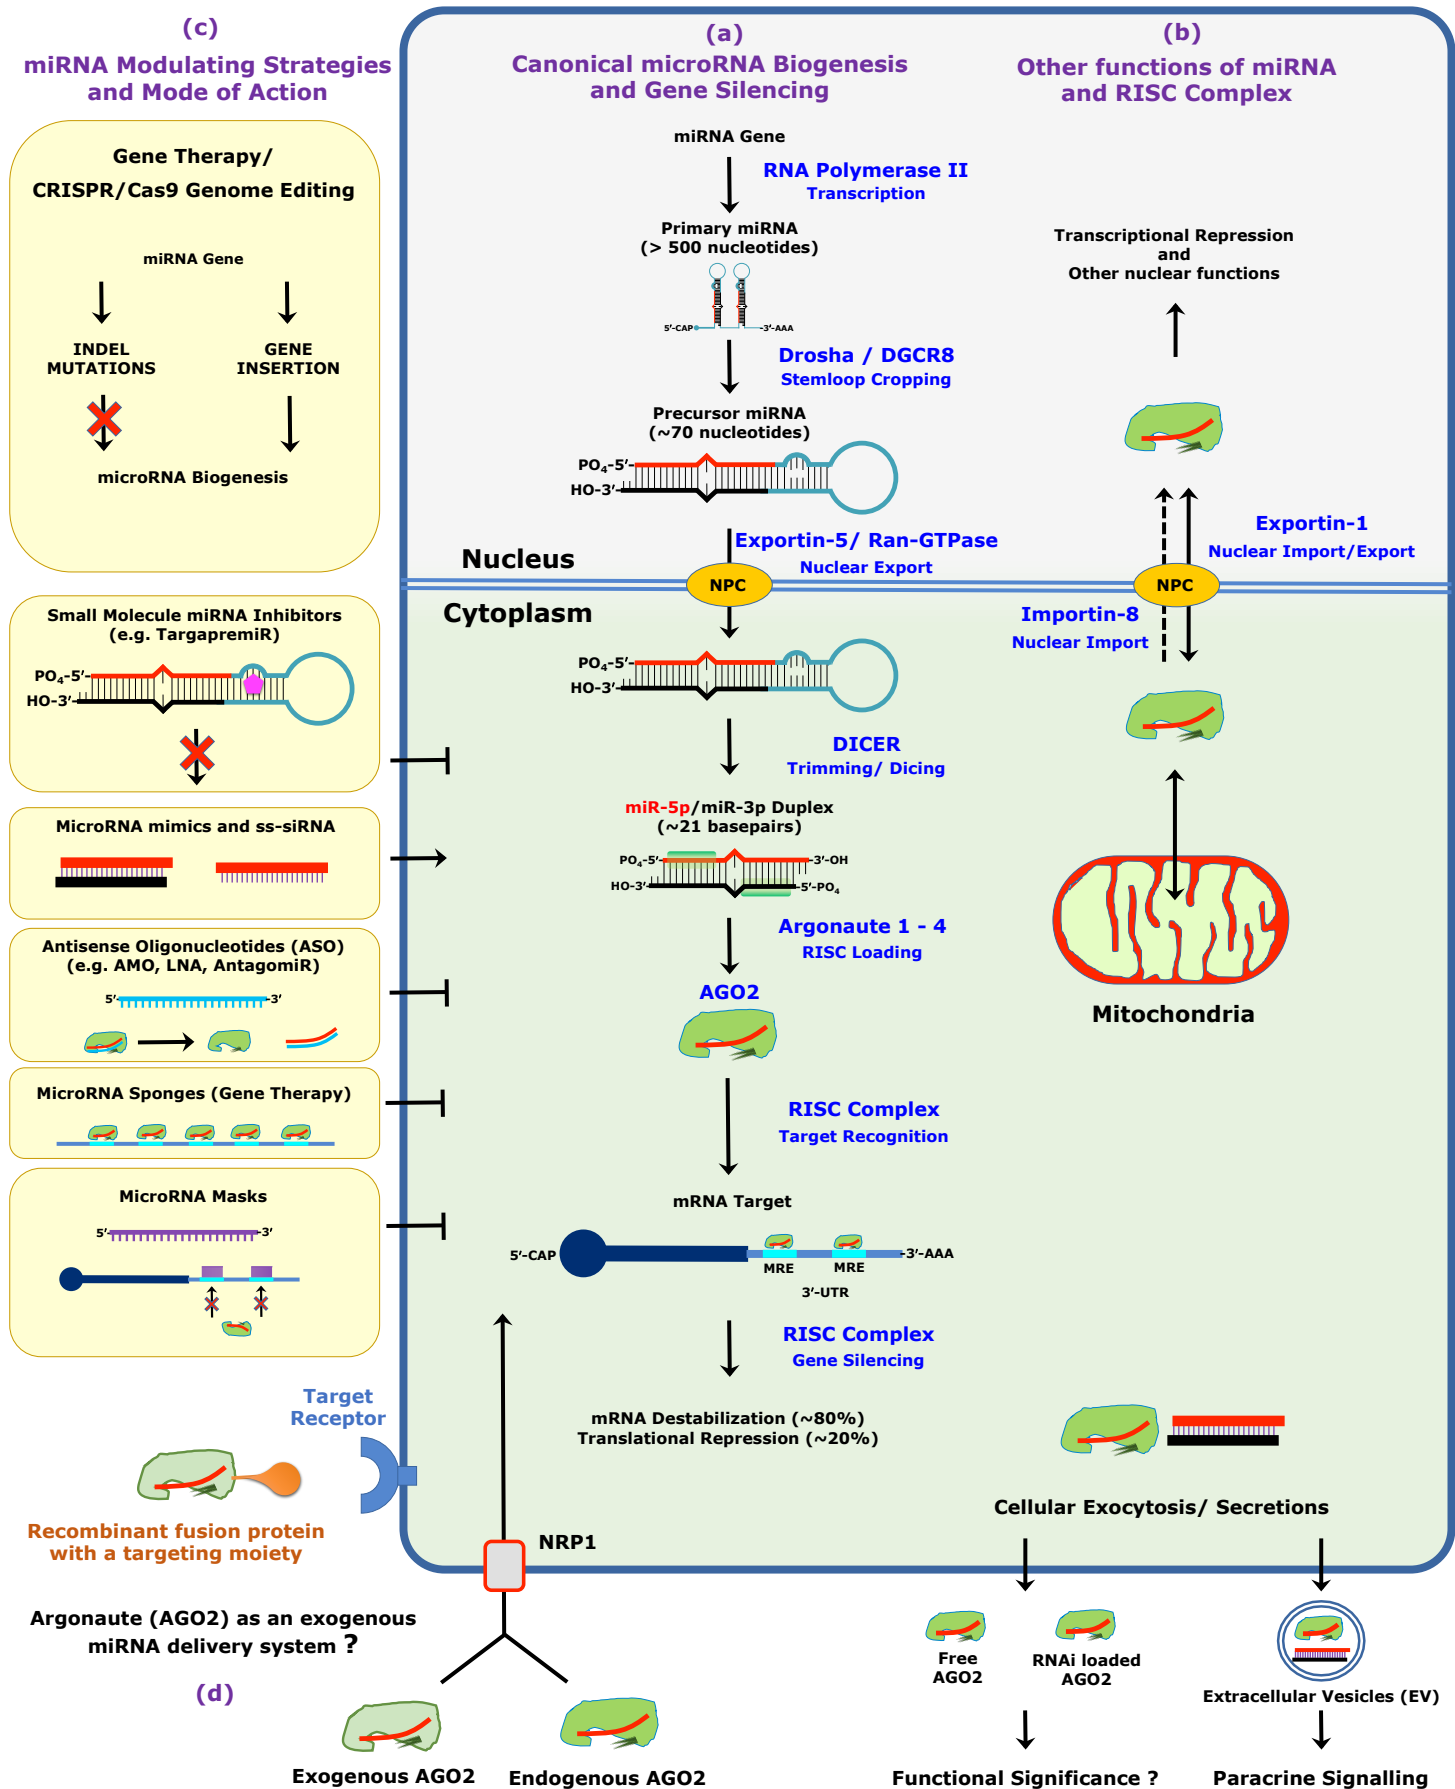 (c)
miRNA Modulating Strategies
and Mode of Action
Gene Therapy/
CRISPR/Cas9 Genome Editing
miRNA Gene
INDEL
MUTATIONS
GENE
INSERTION
microRNA Biogenesis
Small Molecule miRNA Inhibitors
(e.g. TargapremiR)
PO4-5′-
HO-3′-
MicroRNA mimics and ss-siRNA
Antisense Oligonucleotides (ASO)
(e.g. AMO, LNA, AntagomiR)
5′- -3′
MicroRNA Sponges (Gene Therapy)
MicroRNA Masks
5′- -3′
(a)
Canonical microRNA Biogenesis
and Gene Silencing
miRNA Gene
RNA Polymerase II
Transcription
Primary miRNA
(> 500 nucleotides)
5′-CAP -3′-AAA
Drosha / DGCR8
Stemloop Cropping
Precursor miRNA
(~70 nucleotides)
PO4-5′-
HO-3′-
Exportin-5/ Ran-GTPase
Nuclear Export
Nucleus
NPC
Cytoplasm
PO4-5′-
HO-3′-
DICER
Trimming/ Dicing
miR-5p/miR-3p Duplex
(~21 basepairs)
PO4-5′- -3′-OH
HO-3′- -5′-PO4
Argonaute 1 - 4
RISC Loading
AGO2
RISC Complex
Target Recognition
mRNA Target
5′-CAP -3′-AAA
MRE MRE
3′-UTR
RISC Complex
Gene Silencing
mRNA Destabilization (~80%)
Translational Repression (~20%)
(b)
Other functions of miRNA
and RISC Complex
Transcriptional Repression
and
Other nuclear functions
Exportin-1
Nuclear Import/Export
NPC
Importin-8
Nuclear Import
Mitochondria
Cellular Exocytosis/ Secretions
Free
AGO2
RNAi loaded
AGO2
Extracellular Vesicles (EV)
Functional Significance ?
Paracrine Signalling
Target
Receptor
Recombinant fusion protein
with a targeting moiety
NRP1
Argonaute (AGO2) as an exogenous
miRNA delivery system ?
(d)
Exogenous AGO2
Endogenous AGO2